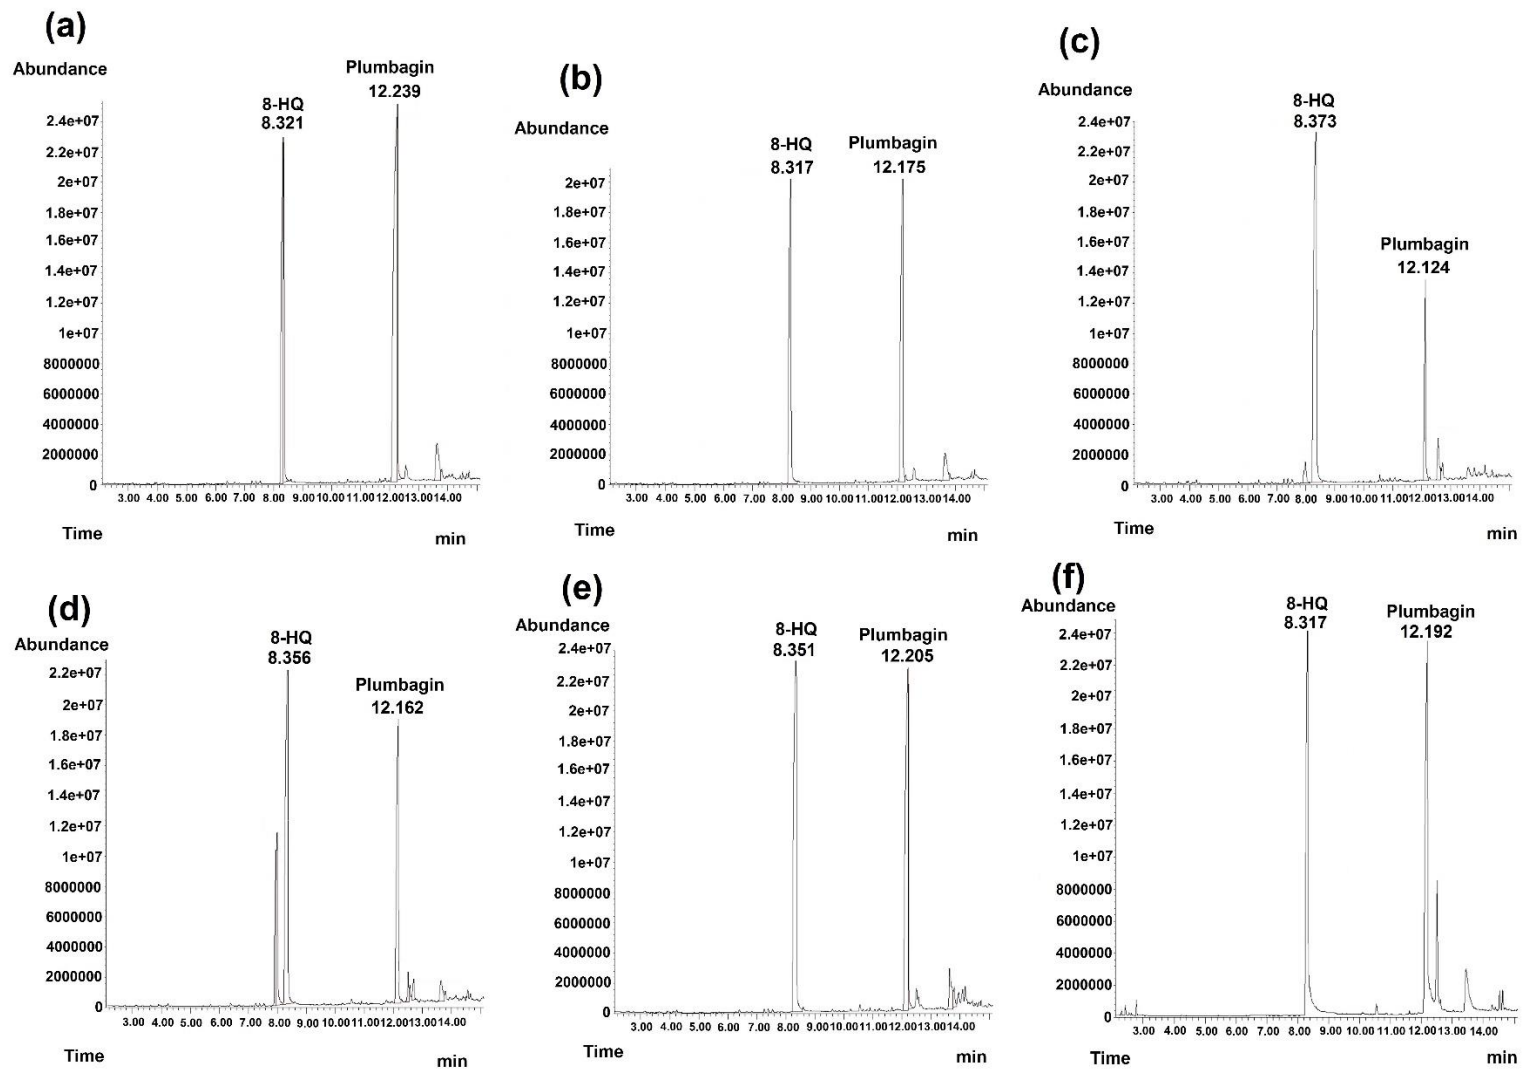 (a)
Abundance
8-HQ
8.321
Plumbagin
12.239
2.4e+07
2.2e+07
2e+07
1.8e+07
1.6e+07
1.4e+07
1.2e+07
1e+07
8000000
6000000
4000000
2000000
0
3.00 4.00 5.00 6.00 7.00 8.00 9.00 10.00 11.00 12.00 13.00 14.00
Time
min
(b)
Abundance
8-HQ
8.317
Plumbagin
12.175
2e+07
1.8e+07
1.6e+07
1.4e+07
1.2e+07
1e+07
8000000
6000000
4000000
2000000
0
3.00 4.00 5.00 6.00 7.00 8.00 9.00 10.00 11.00 12.00 13.00 14.00
Time
min
(c)
Abundance
8-HQ
8.373
Plumbagin
12.124
2.4e+07
2.2e+07
2e+07
1.8e+07
1.6e+07
1.4e+07
1.2e+07
1e+07
8000000
6000000
4000000
2000000
0
3.00 4.00 5.00 6.00 7.00 8.00 9.00 10.00 11.00 12.00 13.00 14.00
Time
min
(d)
Abundance
8-HQ
8.356
Plumbagin
12.162
2.2e+07
2e+07
1.8e+07
1.6e+07
1.4e+07
1.2e+07
1e+07
8000000
6000000
4000000
2000000
0
3.00 4.00 5.00 6.00 7.00 8.00 9.00 10.00 11.00 12.00 13.00 14.00
Time
min
(e)
Abundance
8-HQ
8.351
Plumbagin
12.205
2.4e+07
2.2e+07
2e+07
1.8e+07
1.6e+07
1.4e+07
1.2e+07
1e+07
8000000
6000000
4000000
2000000
0
3.00 4.00 5.00 6.00 7.00 8.00 9.00 10.00 11.00 12.00 13.00 14.00
Time
min
(f)
Abundance
8-HQ
8.317
Plumbagin
12.192
2.4e+07
2.2e+07
2e+07
1.8e+07
1.6e+07
1.4e+07
1.2e+07
1e+07
8000000
6000000
4000000
2000000
0
3.00 4.00 5.00 6.00 7.00 8.00 9.00 10.00 11.00 12.00 13.00 14.00
Time
min